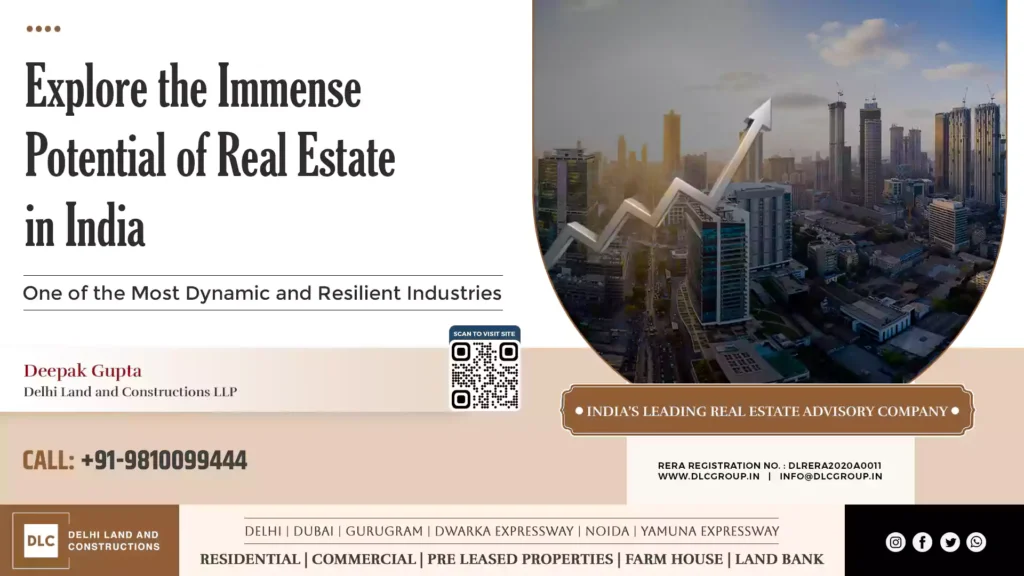 Explore the Immense
Potential of Real Estate
in India
One of the Most Dynamic and Resilient Industries
SCAN TO VISIT SITE
Deepak Gupta
Delhi Land and Constructions LLP
INDIA'S LEADING REAL ESTATE ADVISORY COMPANY
CALL: +91-9810099444
RERA REGISTRATION NO. : DLRERA2020A0011
WWW.DLCGROUP.IN | INFO@DLCGROUP.IN
DLC
DELHI LAND AND
CONSTRUCTIONS
DELHI | DUBAI | GURUGRAM | DWARKA EXPRESSWAY | NOIDA | YAMUNA EXPRESSWAY
RESIDENTIAL | COMMERCIAL | PRE LEASED PROPERTIES | FARM HOUSE | LAND BANK